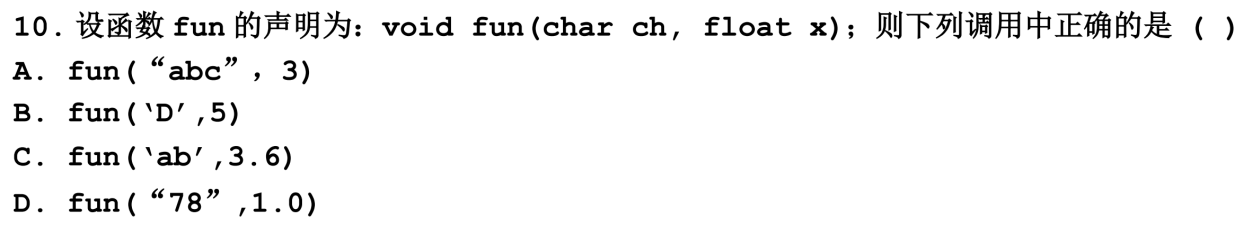 10. 设函数 fun 的声明为：void fun(char ch, float x)；则下列调用中正确的是 ( )
A. fun(“abc”, 3)
B. fun(‵D′,5)
C. fun(‵ab′,3.6)
D. fun(“78”,1.0)